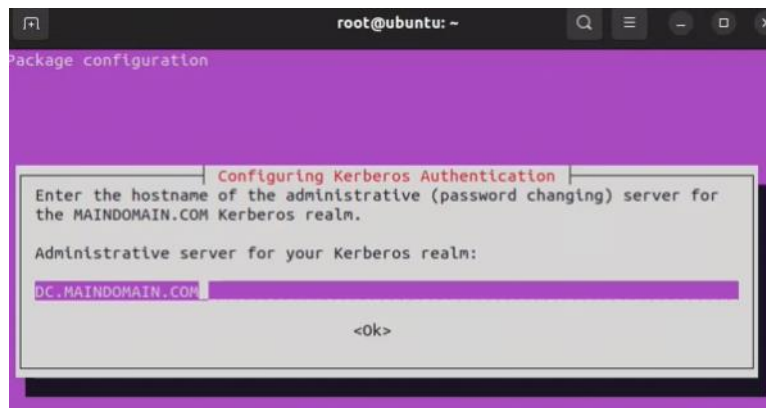 root@ubuntu: ~
Package configuration
Configuring Kerberos Authentication
Enter the hostname of the administrative (password changing) server for
the MAINDOMAIN.COM Kerberos realm.
Administrative server for your Kerberos realm:
DC.MAINDOMAIN.COM
<Ok>